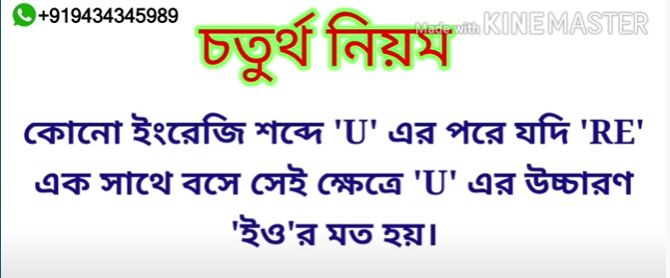 +919434345989
Made with KINEMASTER
চতুর্থ নিয়ম
কোনো ইংরেজি শব্দে 'U' এর পরে যদি 'RE'
এক সাথে বসে সেই ক্ষেত্রে 'U' এর উচ্চারণ
'ইও'র মত হয়।